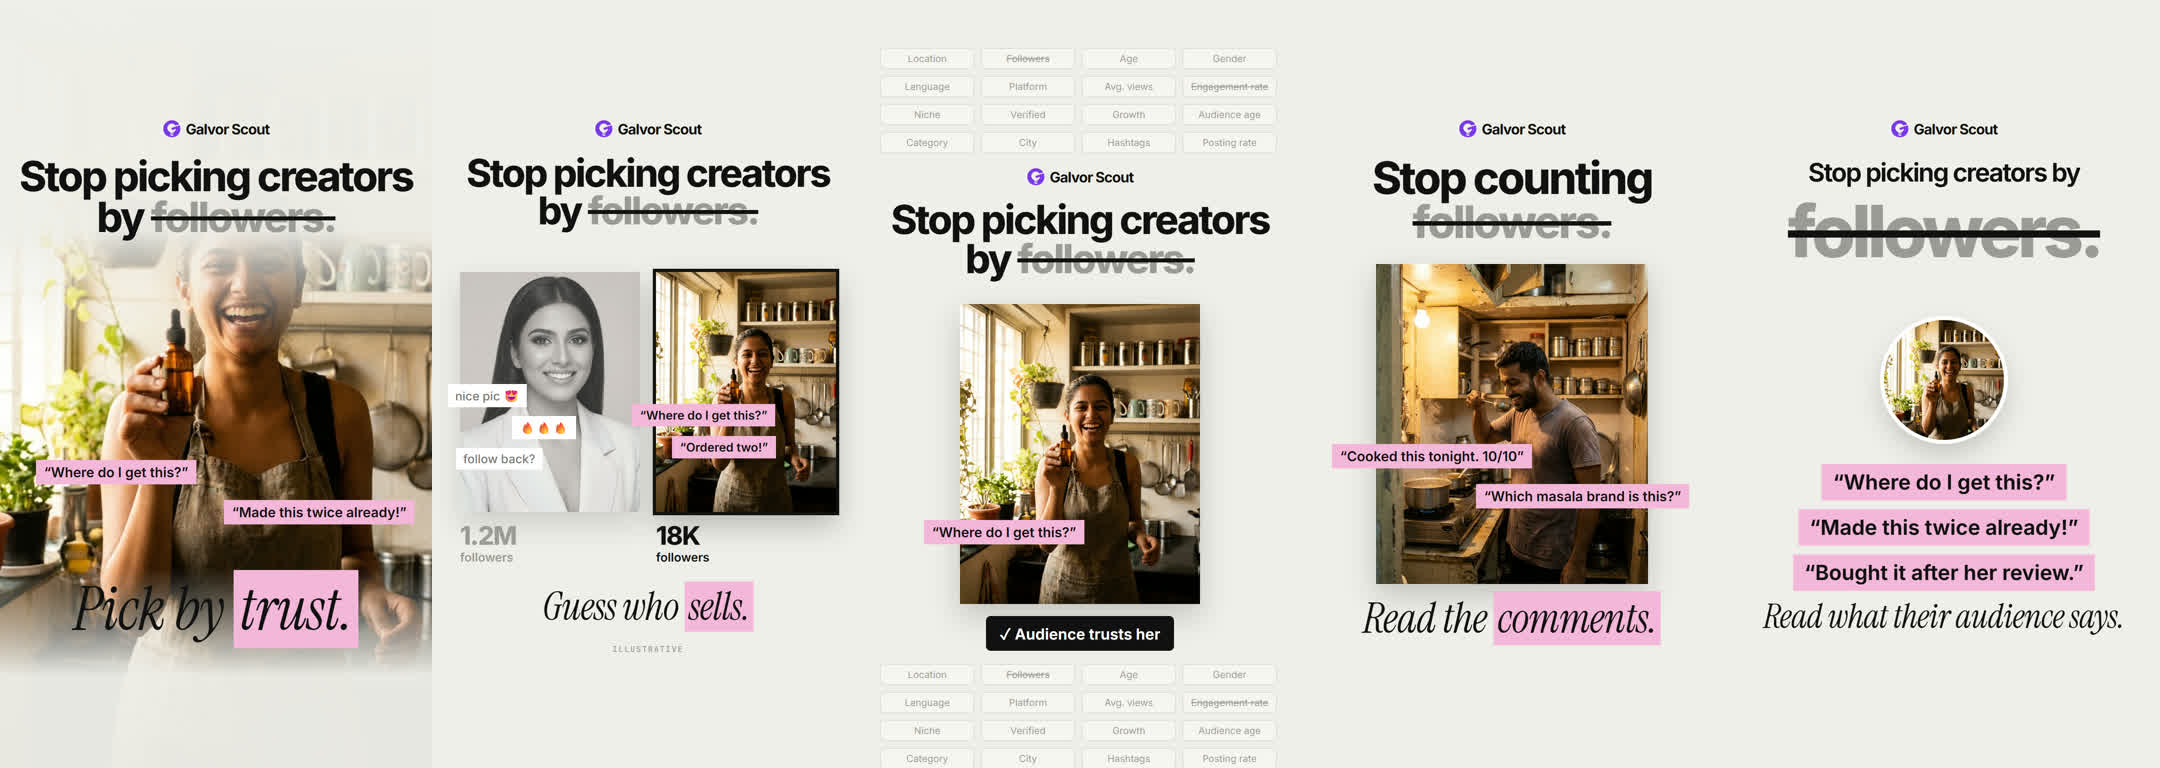 Galvor Scout
Stop picking creators
by followers.
"Where do I get this?"
"Made this twice already!"
Pick by trust.
Galvor Scout
Stop picking creators
by followers.
nice pic 😍
🔥🔥🔥
follow back?
"Where do I get this?"
"Ordered two!"
1.2M
followers
18K
followers
Guess who sells.
ILLUSTRATIVE
Location Followers Age Gender
Language Platform Avg. views Engagement rate
Niche Verified Growth Audience age
Category City Hashtags Posting rate
Galvor Scout
Stop picking creators
by followers.
"Where do I get this?"
✓ Audience trusts her
Location Followers Age Gender
Language Platform Avg. views Engagement rate
Niche Verified Growth Audience age
Category City Hashtags Posting rate
Galvor Scout
Stop counting
followers.
"Cooked this tonight. 10/10"
"Which masala brand is this?"
Read the comments.
Galvor Scout
Stop picking creators by
followers.
"Where do I get this?"
"Made this twice already!"
"Bought it after her review."
Read what their audience says.